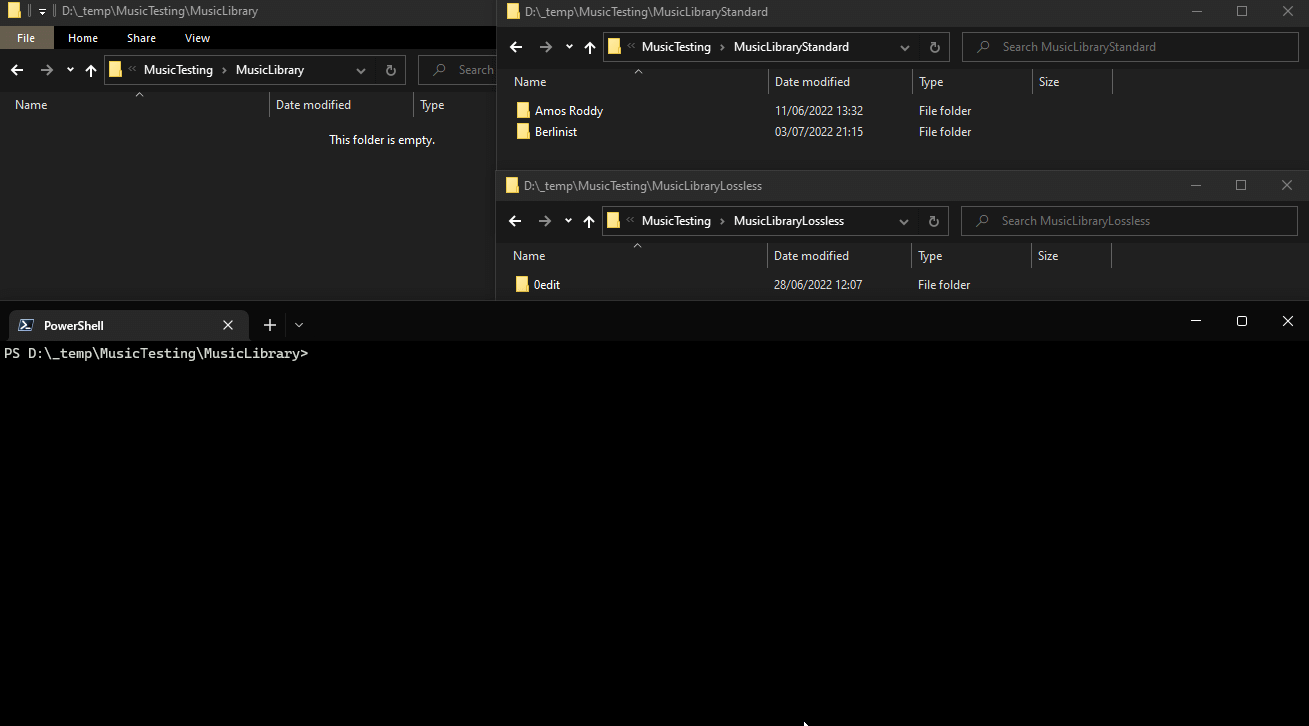 D:\_temp\MusicTesting\MusicLibrary
File Home Share View
MusicTesting > MusicLibrary
Search
Name Date modified Type
This folder is empty.
D:\_temp\MusicTesting\MusicLibraryStandard
MusicTesting > MusicLibraryStandard
Search MusicLibraryStandard
Name Date modified Type Size
Amos Roddy 11/06/2022 13:32 File folder
Berlinist 03/07/2022 21:15 File folder
D:\_temp\MusicTesting\MusicLibraryLossless
MusicTesting > MusicLibraryLossless
Search MusicLibraryLossless
Name Date modified Type Size
0edit 28/06/2022 12:07 File folder
PowerShell
PS D:\_temp\MusicTesting\MusicLibrary>